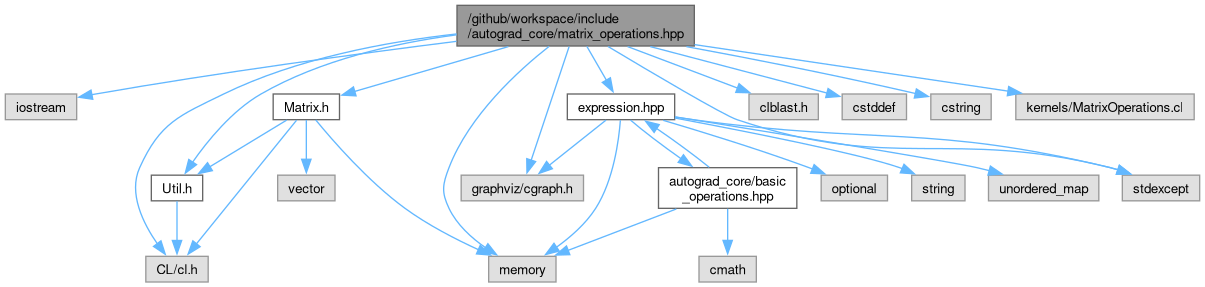 /github/workspace/include
/autograd_core/matrix_operations.hpp
iostream
Matrix.h
expression.hpp
clblast.h
cstddef
cstring
kernels/MatrixOperations.cl
Util.h
vector
graphviz/cgraph.h
autograd_core/basic
_operations.hpp
optional
string
unordered_map
stdexcept
CL/cl.h
memory
cmath